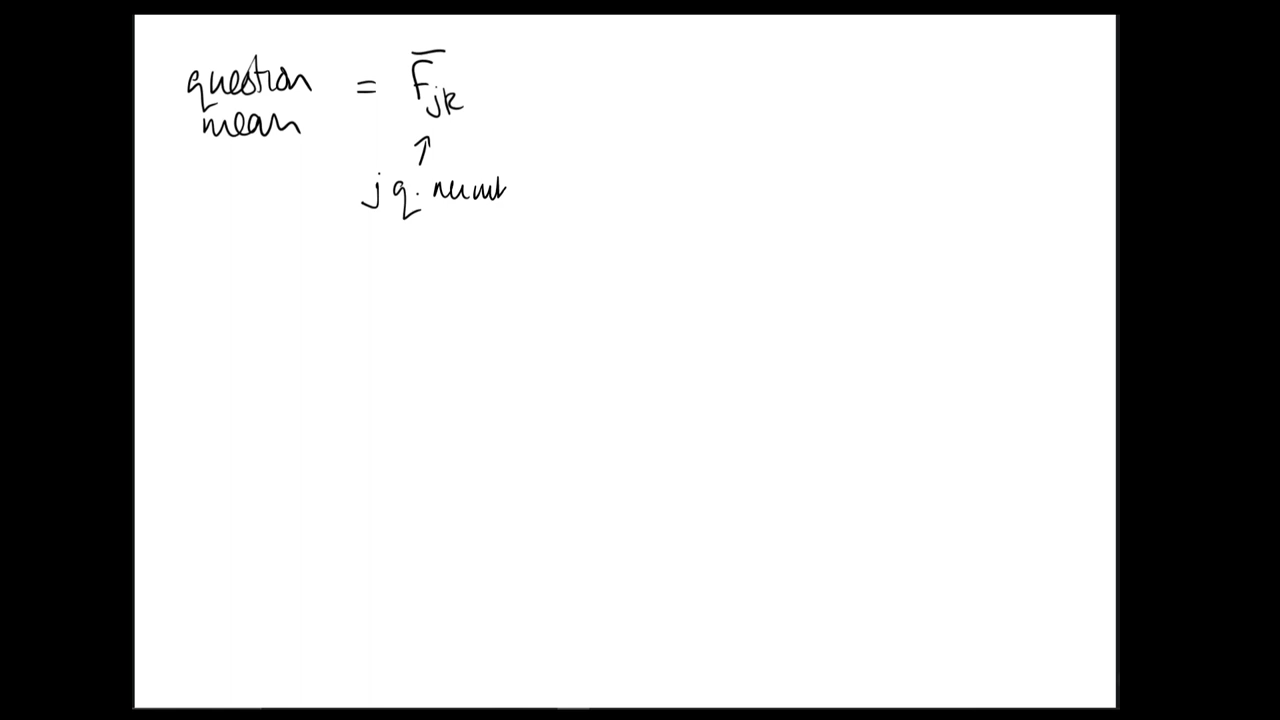 question = F̅jk
mean
↑
j q. num